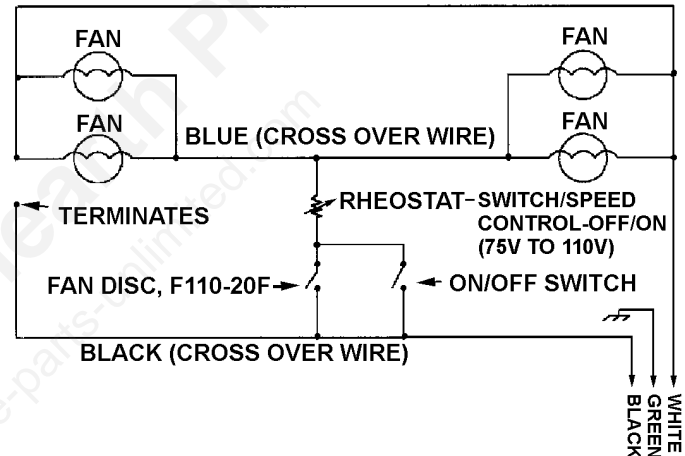 FAN
FAN
FAN
FAN
BLUE (CROSS OVER WIRE)
TERMINATES
RHEOSTAT-SWITCH/SPEED
CONTROL-OFF/ON
(75V TO 110V)
FAN DISC, F110-20F
ON/OFF SWITCH
BLACK (CROSS OVER WIRE)
BLACK
GREEN
WHITE